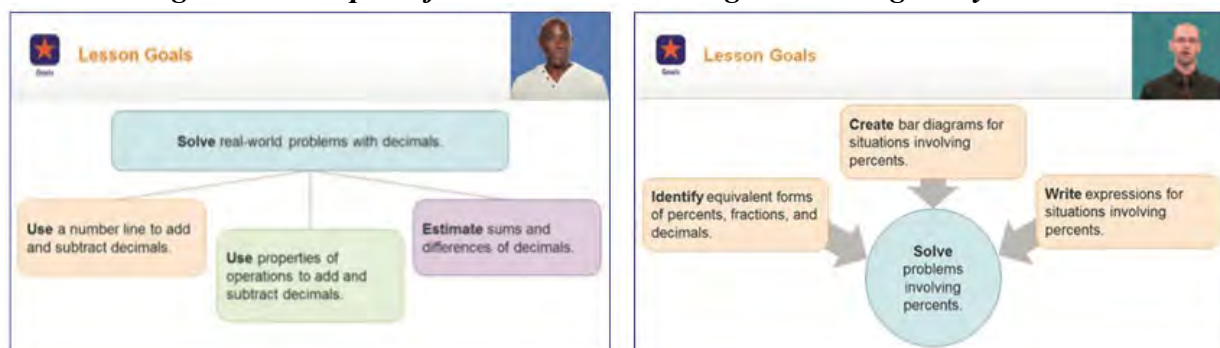 Lesson Goals
Goals
Solve real-world problems with decimals.
Use a number line to add
and subtract decimals.
Use properties of
operations to add and
subtract decimals.
Estimate sums and
differences of decimals.
Lesson Goals
Goals
Create bar diagrams for
situations involving
percents.
Identify equivalent forms
of percents, fractions, and
decimals.
Write expressions for
situations involving
percents.
Solve
problems
involving
percents.